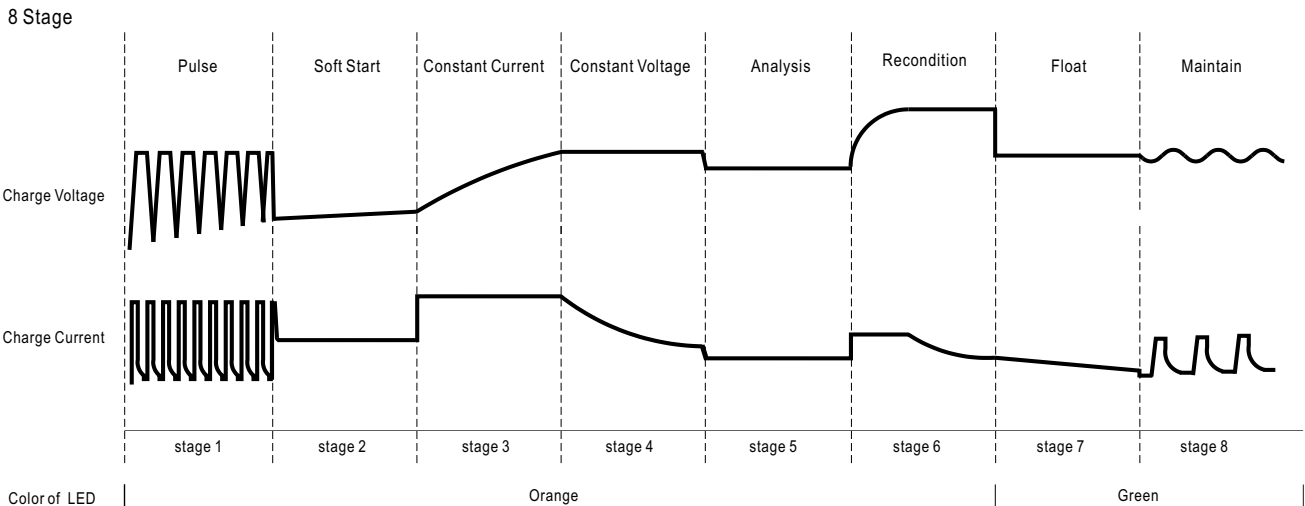 8 Stage
Pulse Soft Start Constant Current Constant Voltage Analysis Recondition Float Maintain
Charge Voltage
Charge Current
stage 1 stage 2 stage 3 stage 4 stage 5 stage 6 stage 7 stage 8
Color of LED Orange Green